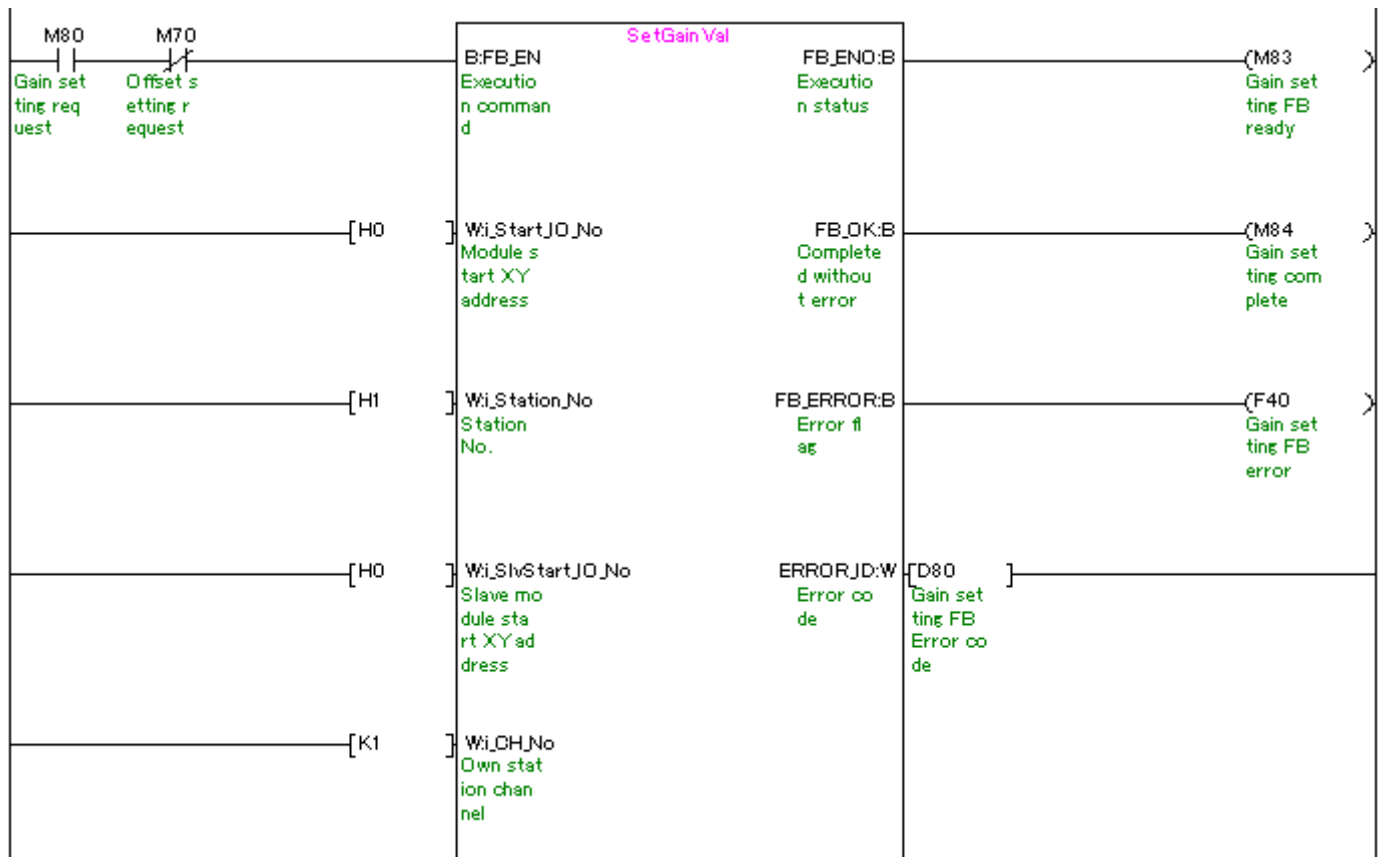 SetGain Val
M80
M70
B:FB_EN
FB_ENO:B
(M83 )
Gain set
ting req
uest
Offset s
etting r
equest
Executio
n comman
d
Executio
n status
Gain set
ting FB
ready
[H0 ]
W:i_Start_IO_No
FB_OK:B
(M84 )
Module s
tart XY
address
Complete
d withou
t error
Gain set
ting com
plete
[H1 ]
W:i_Station_No
FB_ERROR:B
(F40 )
Station
No.
Error fl
ag
Gain set
ting FB
error
[H0 ]
W:i_SlvStart_IO_No
ERROR_ID:W
[D80 ]
Slave mo
dule sta
rt XY ad
dress
Error co
de
Gain set
ting FB
Error co
de
[K1 ]
W:i_CH_No
Own stat
ion chan
nel